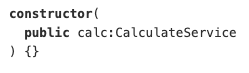 constructor(
  public calc:CalculateService
) {}